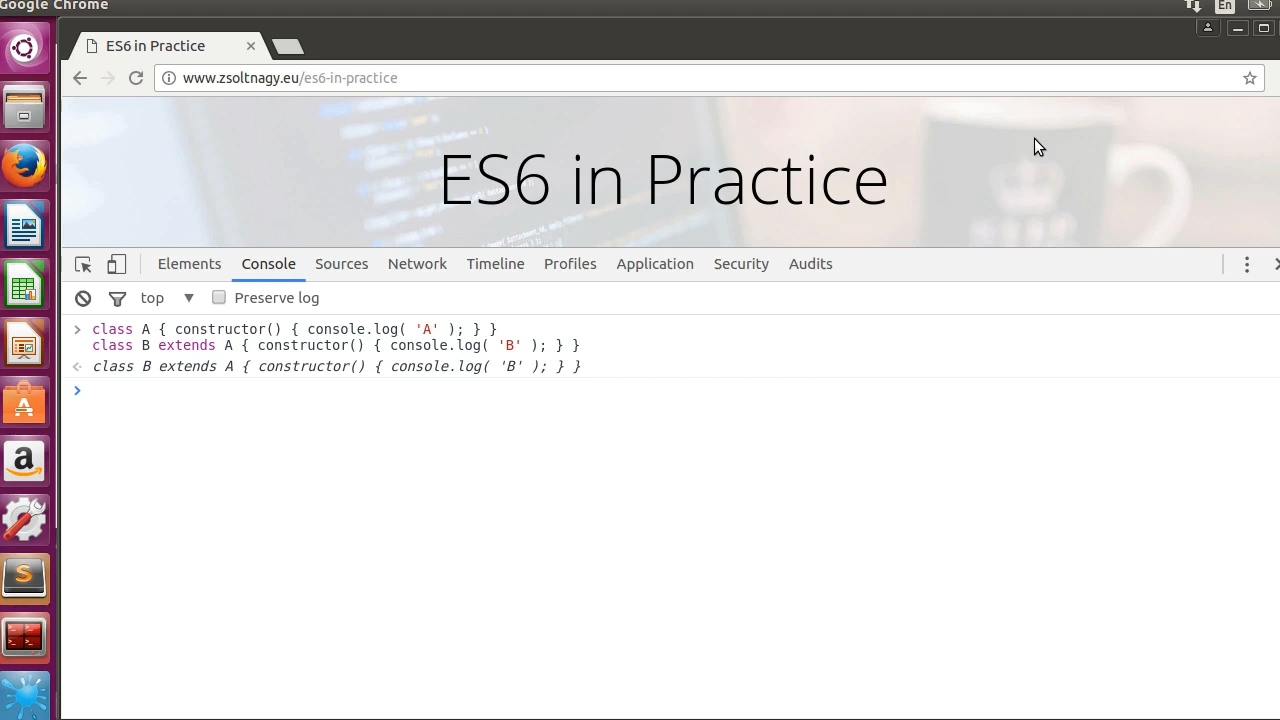 Google Chrome
En
ES6 in Practice
www.zsoltnagy.eu/es6-in-practice
ES6 in Practice
Elements Console Sources Network Timeline Profiles Application Security Audits
top Preserve log
class A { constructor() { console.log( 'A' ); } }
class B extends A { constructor() { console.log( 'B' ); } }
class B extends A { constructor() { console.log( 'B' ); } }